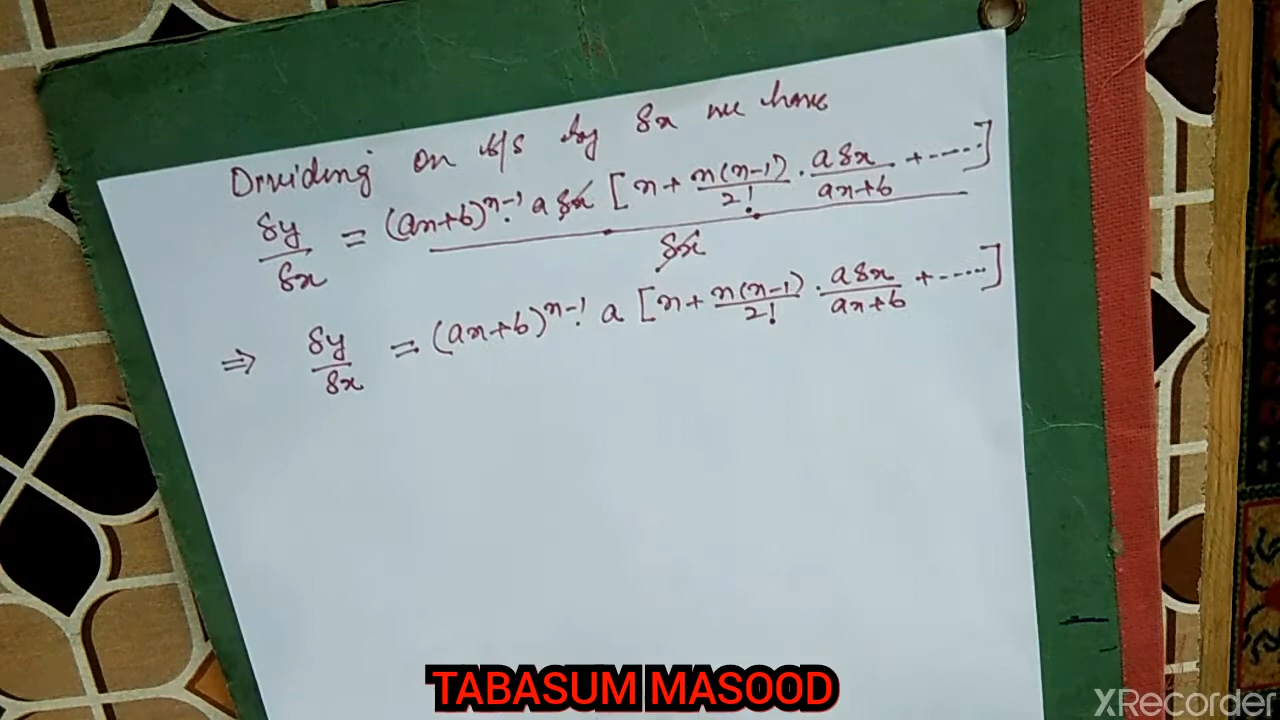 Dividing on b/s by δx we have
δy/δx = (ax+b)^{n-1} · a δx [n + n(n-1)/2! · aδx/ax+b + -----] / δx
⇒ δy/δx = (ax+b)^{n-1} · a [n + n(n-1)/2! · aδx/ax+b + -----]
TABASUM MASOOD
XRecorder